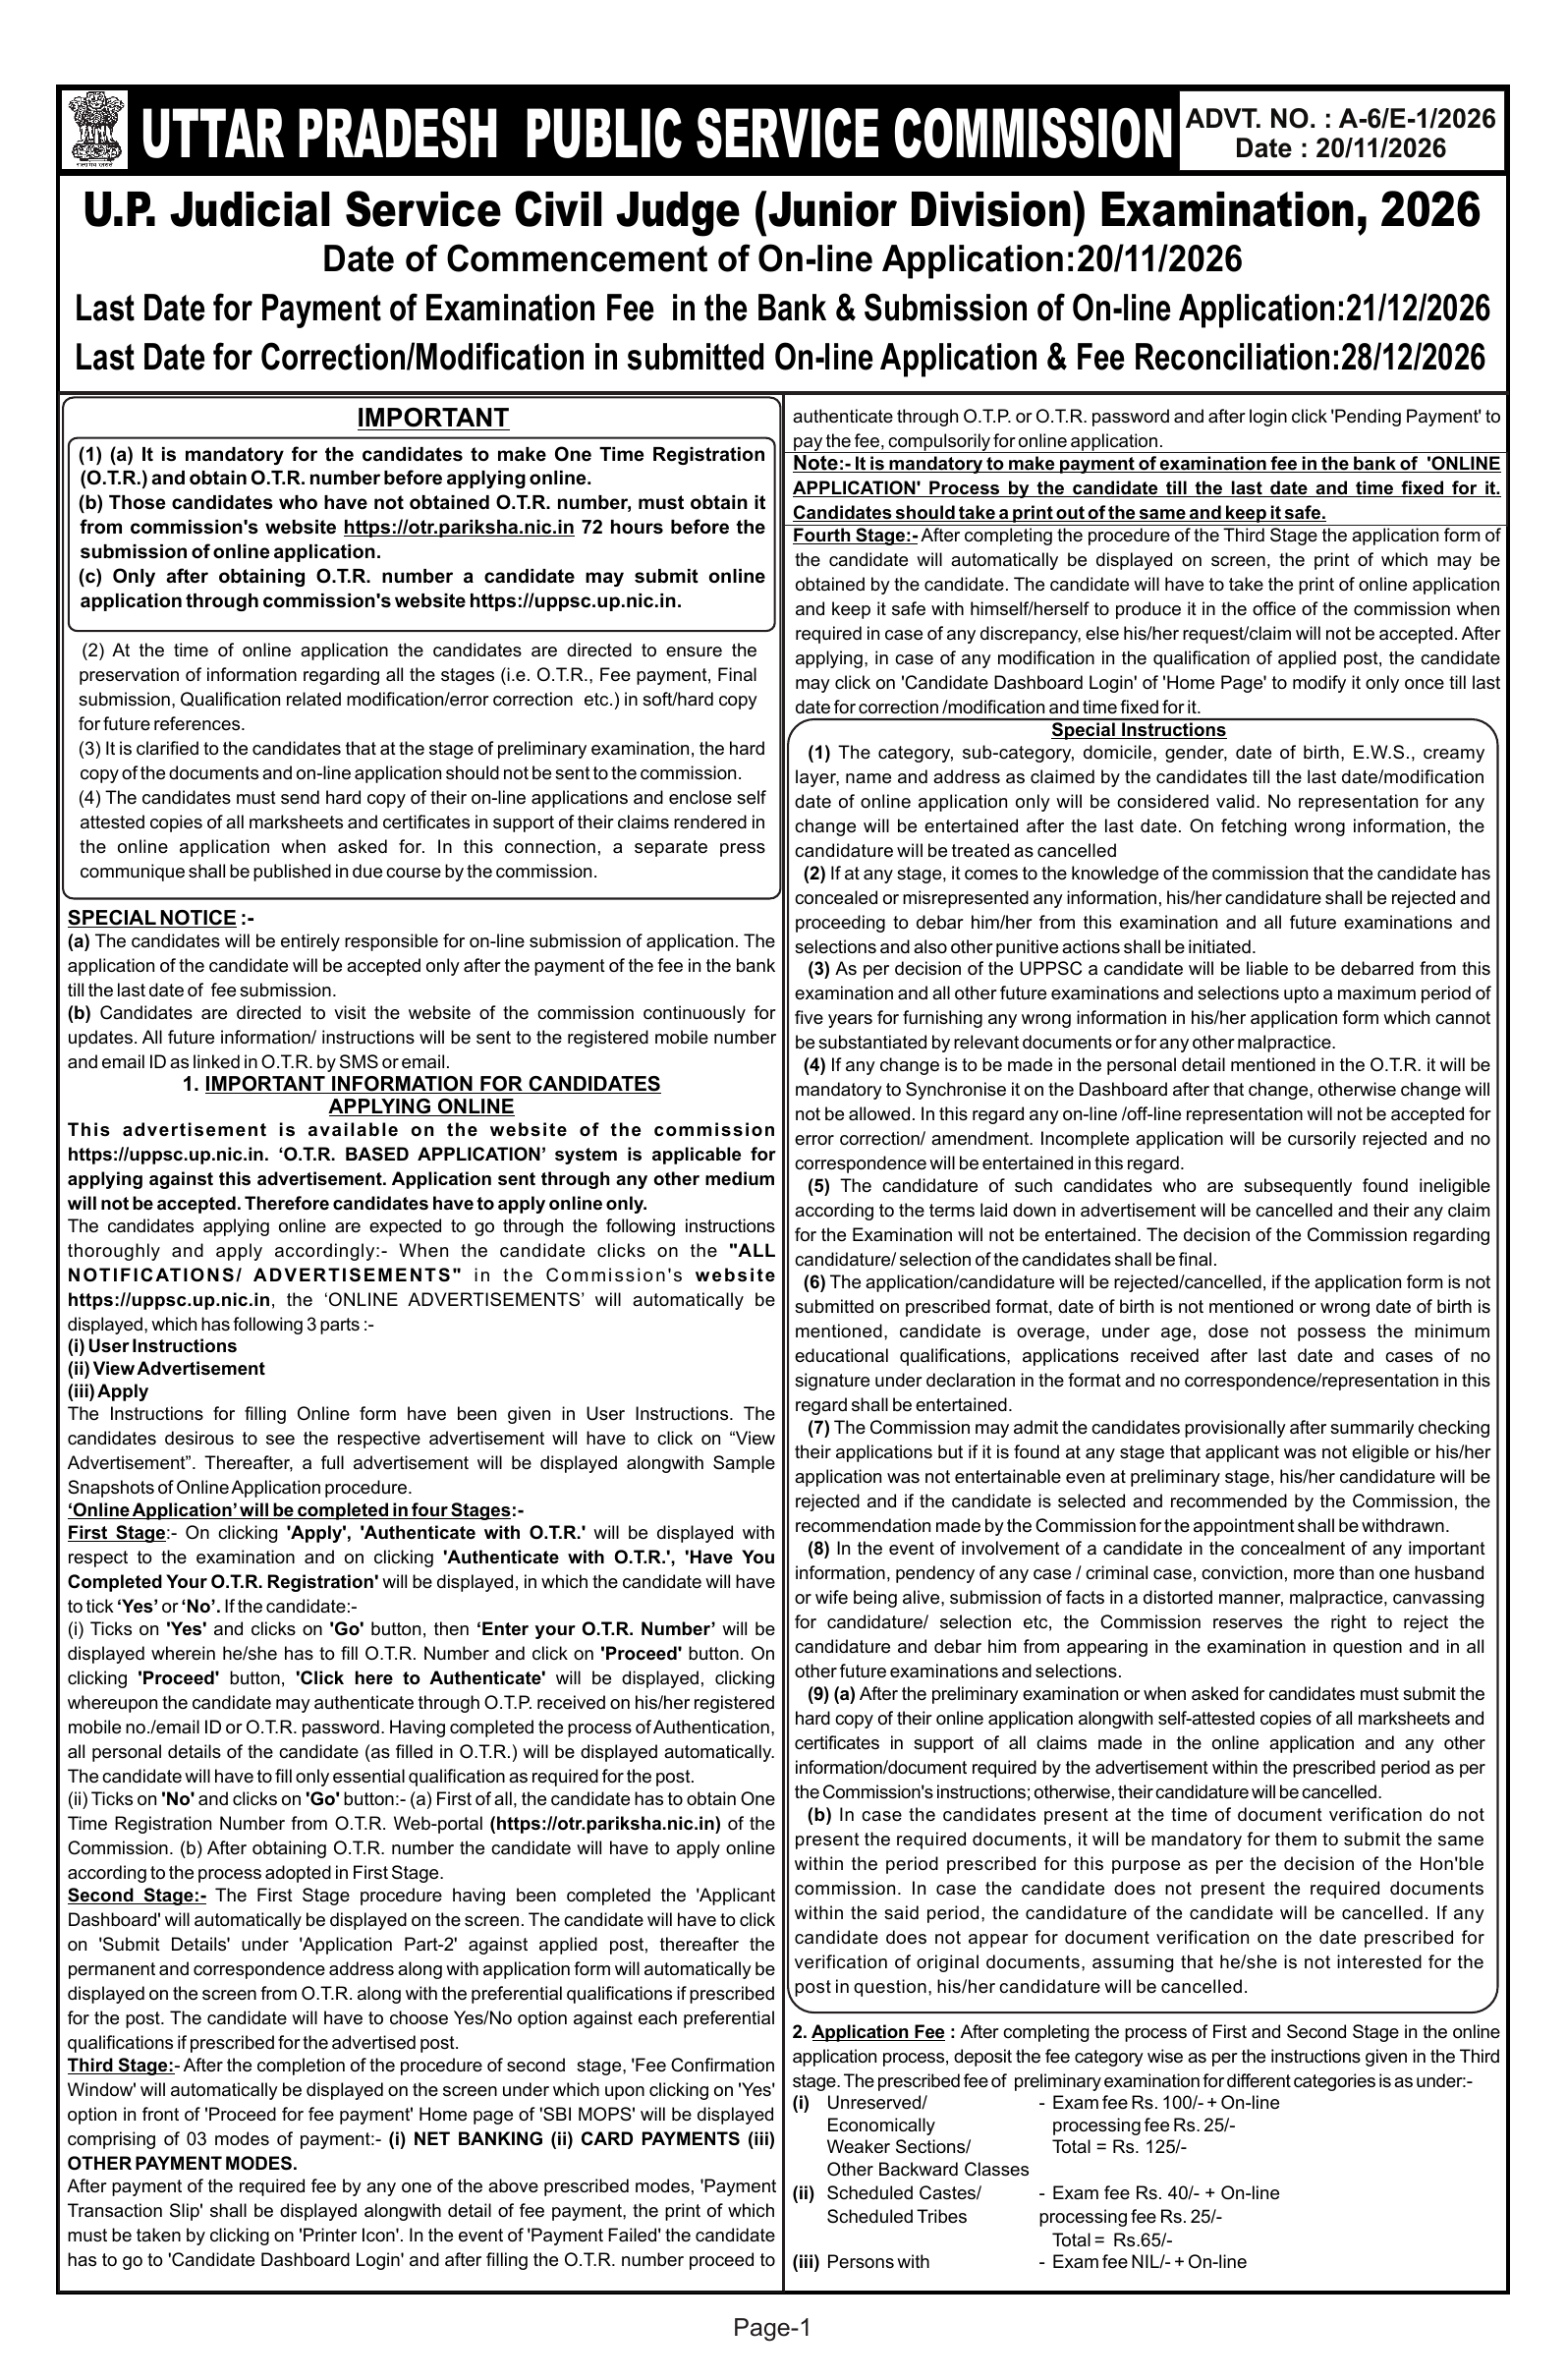 UTTAR PRADESH PUBLIC SERVICE COMMISSION
ADVT. NO. : A-6/E-1/2026
Date : 20/11/2026
U.P. Judicial Service Civil Judge (Junior Division) Examination, 2026
Date of Commencement of On-line Application:20/11/2026
Last Date for Payment of Examination Fee in the Bank & Submission of On-line Application:21/12/2026
Last Date for Correction/Modification in submitted On-line Application & Fee Reconciliation:28/12/2026
IMPORTANT
(1) (a) It is mandatory for the candidates to make One Time Registration
(O.T.R.) and obtain O.T.R. number before applying online.
(b) Those candidates who have not obtained O.T.R. number, must obtain it
from commission's website https://otr.pariksha.nic.in 72 hours before the
submission of online application.
(c) Only after obtaining O.T.R. number a candidate may submit online
application through commission's website https://uppsc.up.nic.in.
(2) At the time of online application the candidates are directed to ensure the
preservation of information regarding all the stages (i.e. O.T.R., Fee payment, Final
submission, Qualification related modification/error correction etc.) in soft/hard copy
for future references.
(3) It is clarified to the candidates that at the stage of preliminary examination, the hard
copy of the documents and on-line application should not be sent to the commission.
(4) The candidates must send hard copy of their on-line applications and enclose self
attested copies of all marksheets and certificates in support of their claims rendered in
the online application when asked for. In this connection, a separate press
communique shall be published in due course by the commission.
SPECIAL NOTICE :-
(a) The candidates will be entirely responsible for on-line submission of application. The
application of the candidate will be accepted only after the payment of the fee in the bank
till the last date of fee submission.
(b) Candidates are directed to visit the website of the commission continuously for
updates. All future information/ instructions will be sent to the registered mobile number
and email ID as linked in O.T.R. by SMS or email.
1. IMPORTANT INFORMATION FOR CANDIDATES
APPLYING ONLINE
This advertisement is available on the website of the commission
https://uppsc.up.nic.in. ‘O.T.R. BASED APPLICATION’ system is applicable for
applying against this advertisement. Application sent through any other medium
will not be accepted. Therefore candidates have to apply online only.
The candidates applying online are expected to go through the following instructions
thoroughly and apply accordingly:- When the candidate clicks on the "ALL
NOTIFICATIONS/ ADVERTISEMENTS" in the Commission's website
https://uppsc.up.nic.in, the ‘ONLINE ADVERTISEMENTS’ will automatically be
displayed, which has following 3 parts :-
(i) User Instructions
(ii) View Advertisement
(iii) Apply
The Instructions for filling Online form have been given in User Instructions. The
candidates desirous to see the respective advertisement will have to click on “View
Advertisement”. Thereafter, a full advertisement will be displayed alongwith Sample
Snapshots of Online Application procedure.
‘Online Application’ will be completed in four Stages:-
First Stage:- On clicking 'Apply', 'Authenticate with O.T.R.' will be displayed with
respect to the examination and on clicking 'Authenticate with O.T.R.', 'Have You
Completed Your O.T.R. Registration' will be displayed, in which the candidate will have
to tick ‘Yes’ or ‘No’. If the candidate:-
(i) Ticks on 'Yes' and clicks on 'Go' button, then ‘Enter your O.T.R. Number’ will be
displayed wherein he/she has to fill O.T.R. Number and click on 'Proceed' button. On
clicking 'Proceed' button, 'Click here to Authenticate' will be displayed, clicking
whereupon the candidate may authenticate through O.T.P. received on his/her registered
mobile no./email ID or O.T.R. password. Having completed the process of Authentication,
all personal details of the candidate (as filled in O.T.R.) will be displayed automatically.
The candidate will have to fill only essential qualification as required for the post.
(ii) Ticks on 'No' and clicks on 'Go' button:- (a) First of all, the candidate has to obtain One
Time Registration Number from O.T.R. Web-portal (https://otr.pariksha.nic.in) of the
Commission. (b) After obtaining O.T.R. number the candidate will have to apply online
according to the process adopted in First Stage.
Second Stage:- The First Stage procedure having been completed the 'Applicant
Dashboard' will automatically be displayed on the screen. The candidate will have to click
on 'Submit Details' under 'Application Part-2' against applied post, thereafter the
permanent and correspondence address along with application form will automatically be
displayed on the screen from O.T.R. along with the preferential qualifications if prescribed
for the post. The candidate will have to choose Yes/No option against each preferential
qualifications if prescribed for the advertised post.
Third Stage:- After the completion of the procedure of second stage, 'Fee Confirmation
Window' will automatically be displayed on the screen under which upon clicking on 'Yes'
option in front of 'Proceed for fee payment' Home page of 'SBI MOPS' will be displayed
comprising of 03 modes of payment:- (i) NET BANKING (ii) CARD PAYMENTS (iii)
OTHER PAYMENT MODES.
After payment of the required fee by any one of the above prescribed modes, 'Payment
Transaction Slip' shall be displayed alongwith detail of fee payment, the print of which
must be taken by clicking on 'Printer Icon'. In the event of 'Payment Failed' the candidate
has to go to 'Candidate Dashboard Login' and after filling the O.T.R. number proceed to
authenticate through O.T.P. or O.T.R. password and after login click 'Pending Payment' to
pay the fee, compulsorily for online application.
Note:- It is mandatory to make payment of examination fee in the bank of 'ONLINE
APPLICATION' Process by the candidate till the last date and time fixed for it.
Candidates should take a print out of the same and keep it safe.
Fourth Stage:- After completing the procedure of the Third Stage the application form of
the candidate will automatically be displayed on screen, the print of which may be
obtained by the candidate. The candidate will have to take the print of online application
and keep it safe with himself/herself to produce it in the office of the commission when
required in case of any discrepancy, else his/her request/claim will not be accepted. After
applying, in case of any modification in the qualification of applied post, the candidate
may click on 'Candidate Dashboard Login' of 'Home Page' to modify it only once till last
date for correction /modification and time fixed for it.
Special Instructions
(1) The category, sub-category, domicile, gender, date of birth, E.W.S., creamy
layer, name and address as claimed by the candidates till the last date/modification
date of online application only will be considered valid. No representation for any
change will be entertained after the last date. On fetching wrong information, the
candidature will be treated as cancelled
(2) If at any stage, it comes to the knowledge of the commission that the candidate has
concealed or misrepresented any information, his/her candidature shall be rejected and
proceeding to debar him/her from this examination and all future examinations and
selections and also other punitive actions shall be initiated.
(3) As per decision of the UPPSC a candidate will be liable to be debarred from this
examination and all other future examinations and selections upto a maximum period of
five years for furnishing any wrong information in his/her application form which cannot
be substantiated by relevant documents or for any other malpractice.
(4) If any change is to be made in the personal detail mentioned in the O.T.R. it will be
mandatory to Synchronise it on the Dashboard after that change, otherwise change will
not be allowed. In this regard any on-line /off-line representation will not be accepted for
error correction/ amendment. Incomplete application will be cursorily rejected and no
correspondence will be entertained in this regard.
(5) The candidature of such candidates who are subsequently found ineligible
according to the terms laid down in advertisement will be cancelled and their any claim
for the Examination will not be entertained. The decision of the Commission regarding
candidature/ selection of the candidates shall be final.
(6) The application/candidature will be rejected/cancelled, if the application form is not
submitted on prescribed format, date of birth is not mentioned or wrong date of birth is
mentioned, candidate is overage, under age, dose not possess the minimum
educational qualifications, applications received after last date and cases of no
signature under declaration in the format and no correspondence/representation in this
regard shall be entertained.
(7) The Commission may admit the candidates provisionally after summarily checking
their applications but if it is found at any stage that applicant was not eligible or his/her
application was not entertainable even at preliminary stage, his/her candidature will be
rejected and if the candidate is selected and recommended by the Commission, the
recommendation made by the Commission for the appointment shall be withdrawn.
(8) In the event of involvement of a candidate in the concealment of any important
information, pendency of any case / criminal case, conviction, more than one husband
or wife being alive, submission of facts in a distorted manner, malpractice, canvassing
for candidature/ selection etc, the Commission reserves the right to reject the
candidature and debar him from appearing in the examination in question and in all
other future examinations and selections.
(9) (a) After the preliminary examination or when asked for candidates must submit the
hard copy of their online application alongwith self-attested copies of all marksheets and
certificates in support of all claims made in the online application and any other
information/document required by the advertisement within the prescribed period as per
the Commission's instructions; otherwise, their candidature will be cancelled.
(b) In case the candidates present at the time of document verification do not
present the required documents, it will be mandatory for them to submit the same
within the period prescribed for this purpose as per the decision of the Hon'ble
commission. In case the candidate does not present the required documents
within the said period, the candidature of the candidate will be cancelled. If any
candidate does not appear for document verification on the date prescribed for
verification of original documents, assuming that he/she is not interested for the
post in question, his/her candidature will be cancelled.
2. Application Fee : After completing the process of First and Second Stage in the online
application process, deposit the fee category wise as per the instructions given in the Third
stage. The prescribed fee of preliminary examination for different categories is as under:-
(i) Unreserved/ - Exam fee Rs. 100/- + On-line
Economically processing fee Rs. 25/-
Weaker Sections/ Total = Rs. 125/-
Other Backward Classes
(ii) Scheduled Castes/ - Exam fee Rs. 40/- + On-line
Scheduled Tribes processing fee Rs. 25/-
Total = Rs.65/-
(iii) Persons with - Exam fee NIL/- + On-line
Page-1